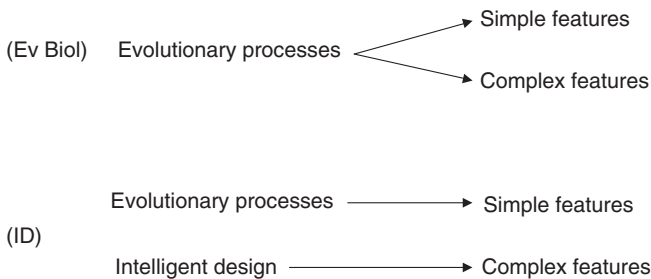 Simple features
(Ev Biol) Evolutionary processes
Complex features
Evolutionary processes Simple features
(ID)
Intelligent design Complex features